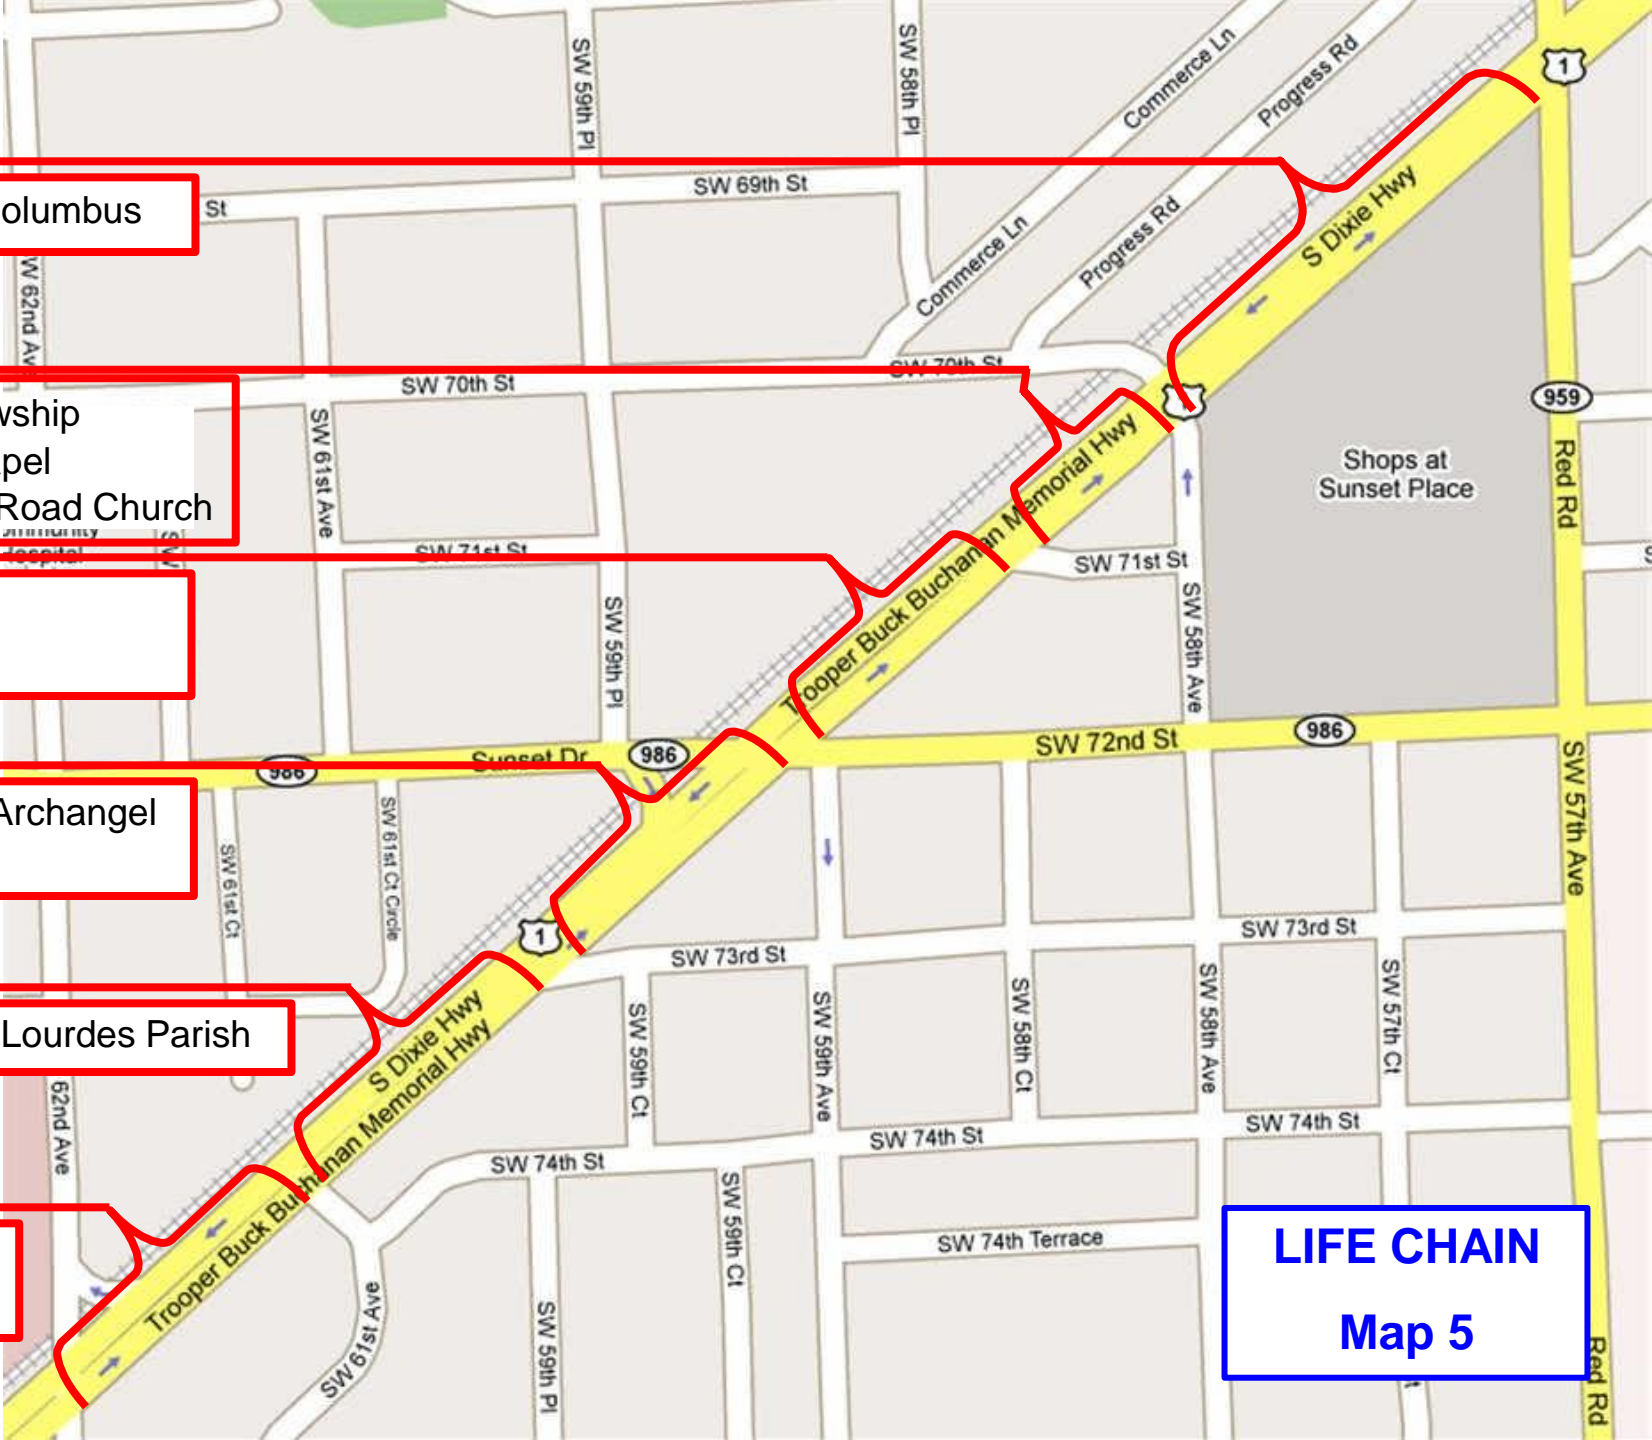 SW 59th Pl
SW 58th Pl
Commerce Ln
Progress Rd
1
olumbus
St
SW 69th St
Commerce Ln
Progress Rd
S Dixie Hwy
W 62nd Av
SW 70th St
SW 70th St
1
959
wship
pel
Road Church
ommunity
Hospital
SW
SW 61st Ave
SW 71st St
Trooper Buck Buchanan Memorial Hwy
SW 71st St
Shops at
Sunset Place
Red Rd
S
SW 59th Pl
SW 58th Ave
986
Sunset Dr
986
SW 72nd St
986
Archangel
SW 61st Ct
SW 61st Ct Circle
SW 57th Ave
1
SW 73rd St
SW 73rd St
Lourdes Parish
S Dixie Hwy
Trooper Buck Buchanan Memorial Hwy
SW 59th Ct
SW 59th Ave
SW 58th Ct
SW 58th Ave
SW 57th Ct
62nd Ave
SW 74th St
SW 74th St
SW 74th St
SW 61st Ave
SW 59th Pl
SW 59th Ct
SW 74th Terrace
LIFE CHAIN
Map 5
Red Rd